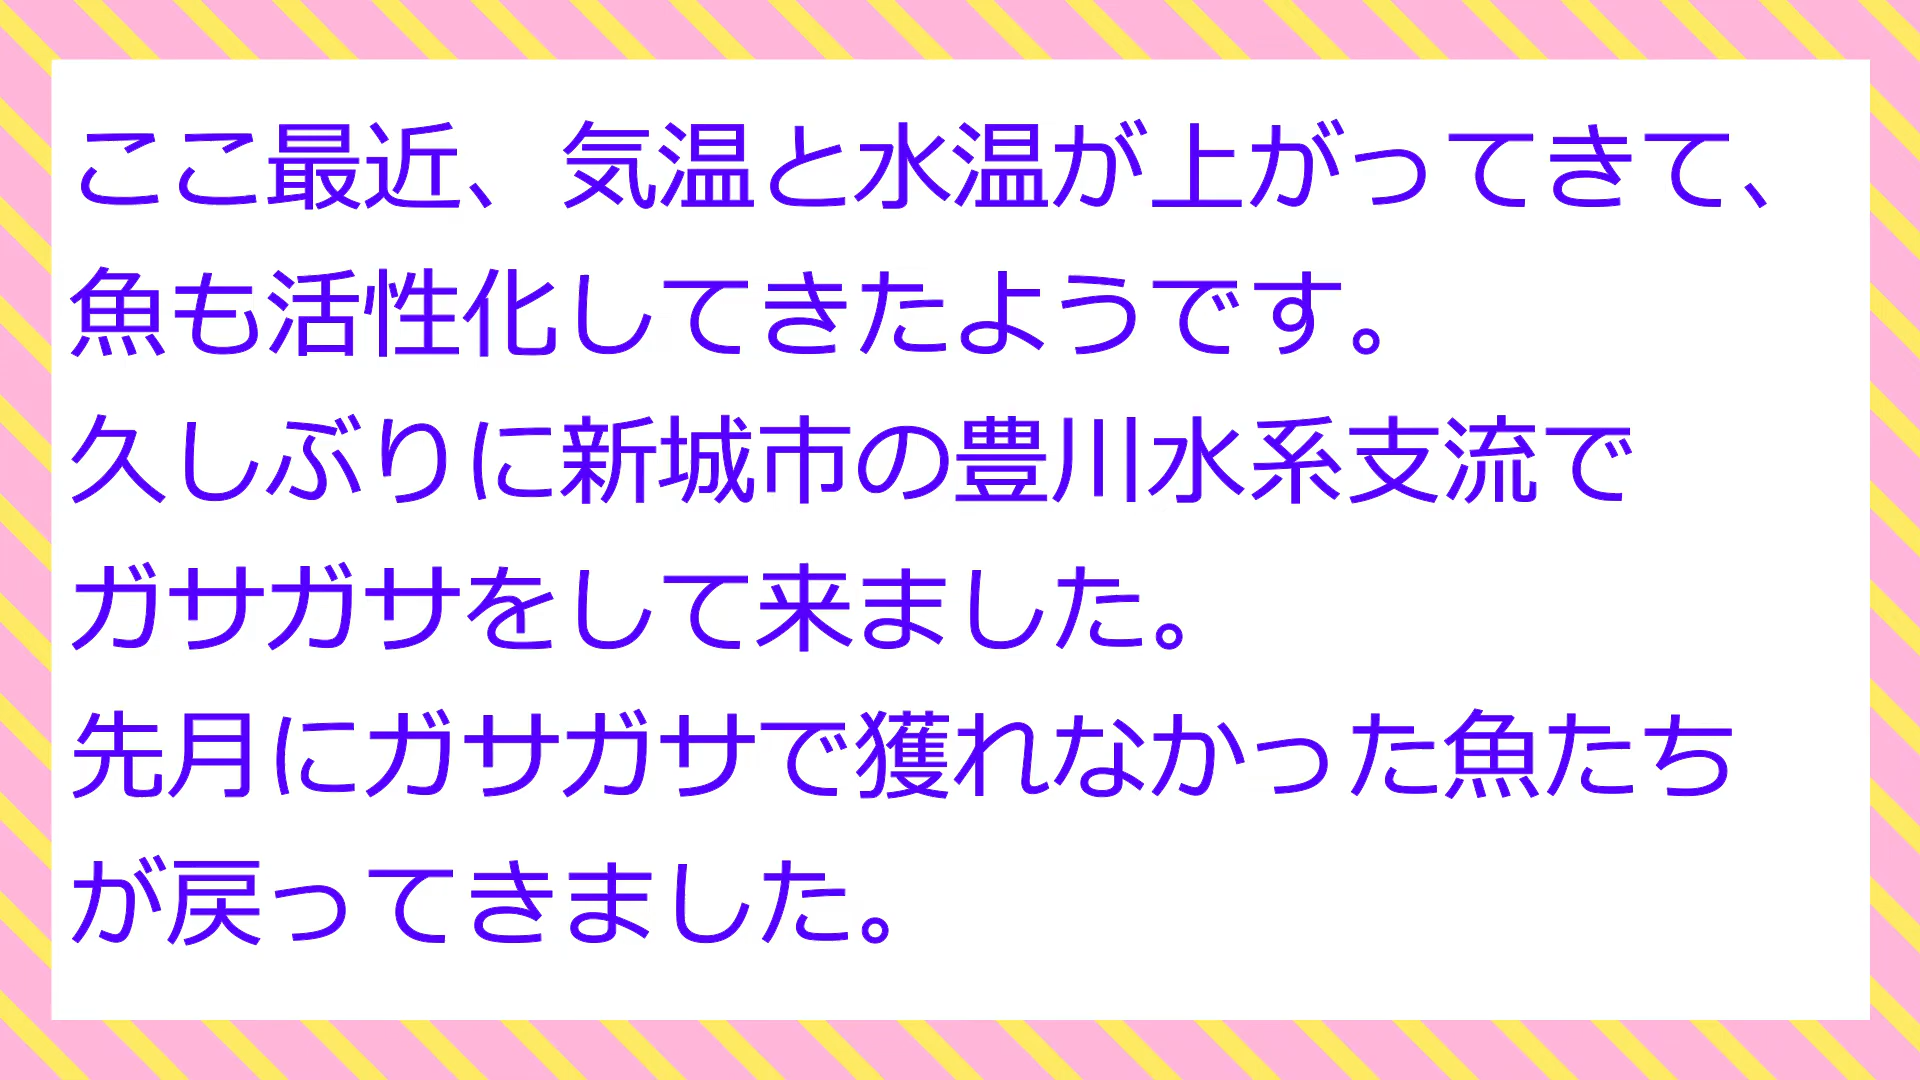 ここ最近、気温と水温が上がってきて、
魚も活性化してきたようです。
久しぶりに新城市の豊川水系支流で
ガサガサをして来ました。
先月にガサガサで獲れなかった魚たち
が戻ってきました。